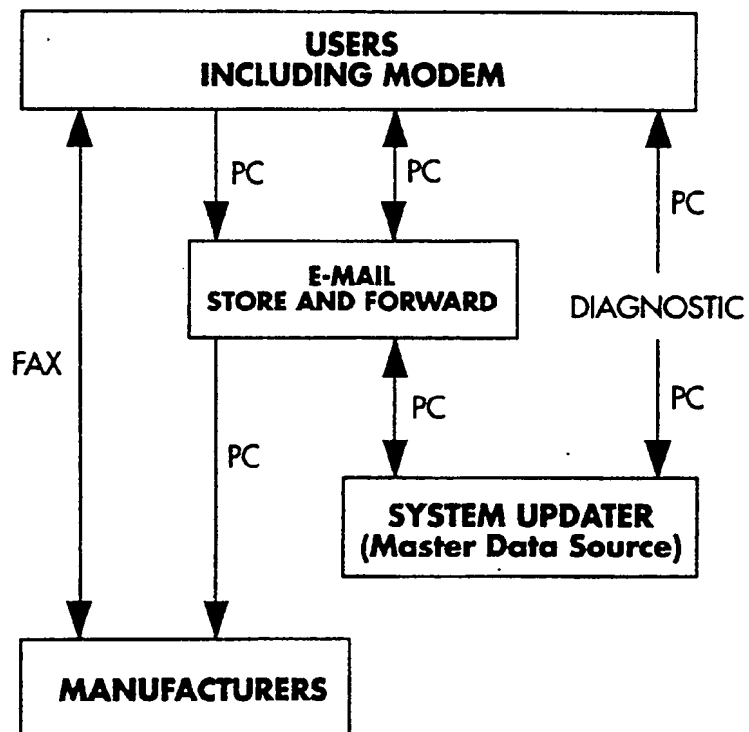 USERS
INCLUDING MODEM
PC
PC
PC
E-MAIL
STORE AND FORWARD
DIAGNOSTIC
FAX
PC
PC
PC
SYSTEM UPDATER
(Master Data Source)
MANUFACTURERS